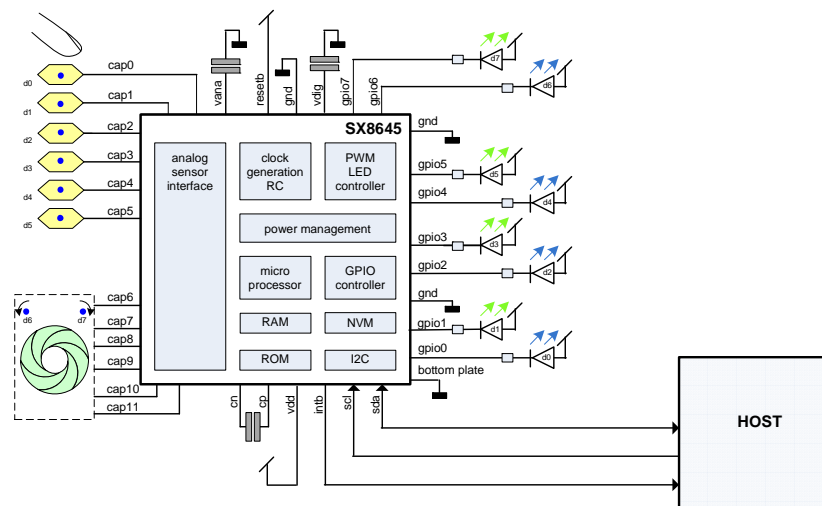 cap0
cap1
cap2
cap3
cap4
cap5
d0
d1
d2
d3
d4
d5
vana
resetb
gnd
vdig
gpio7
gpio6
d7
d6
SX8645
analog
sensor
interface
clock
generation
RC
PWM
LED
controller
power management
micro
processor
GPIO
controller
RAM
NVM
ROM
I2C
gnd
gpio5
d5
gpio4
d4
gpio3
d3
gpio2
d2
gnd
gpio1
d1
gpio0
d0
bottom plate
cap6
cap7
cap8
cap9
cap10
cap11
d6
d7
cn
cp
vdd
intb
scl
sda
HOST